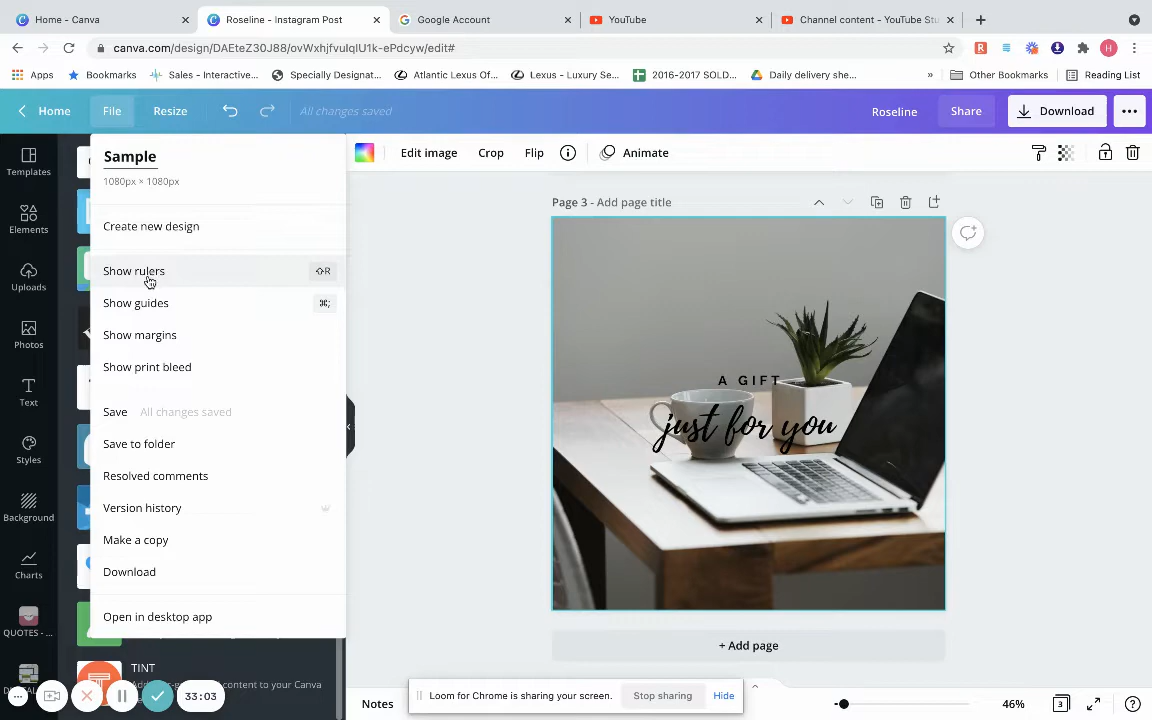 Home - Canva
Roseline - Instagram Post
Google Account
YouTube
Channel content - YouTube Stu
canva.com/design/DAEteZ30J88/ovWxhjfvuIqIU1k-ePdcyw/edit#
Apps
Bookmarks
Sales - Interactive...
Specially Designat...
Atlantic Lexus Of...
Lexus - Luxury Se...
2016-2017 SOLD...
Daily delivery she...
»
Other Bookmarks
Reading List
Home
File
Resize
All changes saved
Roseline
Share
Download
Edit image
Crop
Flip
Animate
Templates
Elements
Uploads
Photos
Text
Styles
Background
Charts
QUOTES - ...
Sample
1080px × 1080px
Create new design
Show rulers
⇧R
Show guides
⌘;
Show margins
Show print bleed
Save All changes saved
Save to folder
Resolved comments
Version history
Make a copy
Download
Open in desktop app
TINT
content to your Canva
33:03
Page 3 - Add page title
A GIFT
just for you
+ Add page
Loom for Chrome is sharing your screen.
Stop sharing
Hide
Notes
46%
3